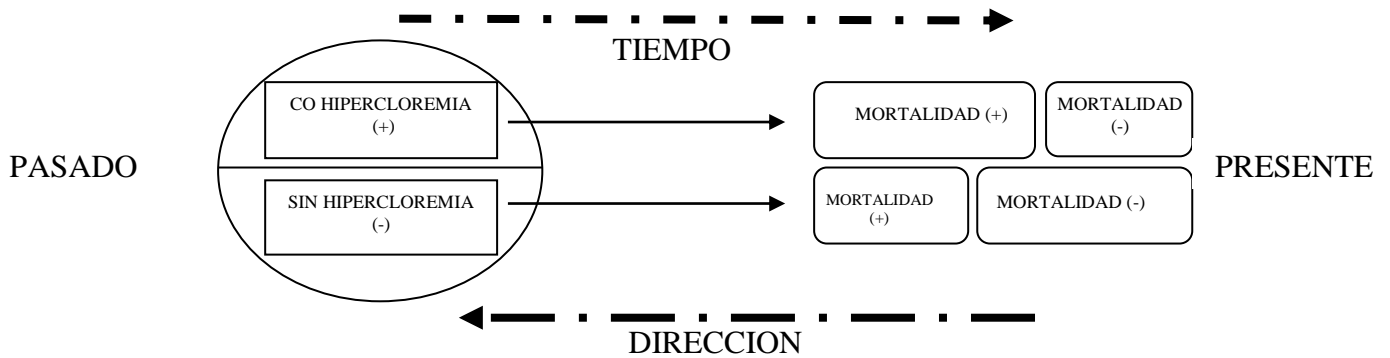 TIEMPO
PASADO
CO HIPERCLOREMIA
(+)
MORTALIDAD (+)
MORTALIDAD
(-)
SIN HIPERCLOREMIA
(-)
MORTALIDAD
(+)
MORTALIDAD (-)
PRESENTE
DIRECCION